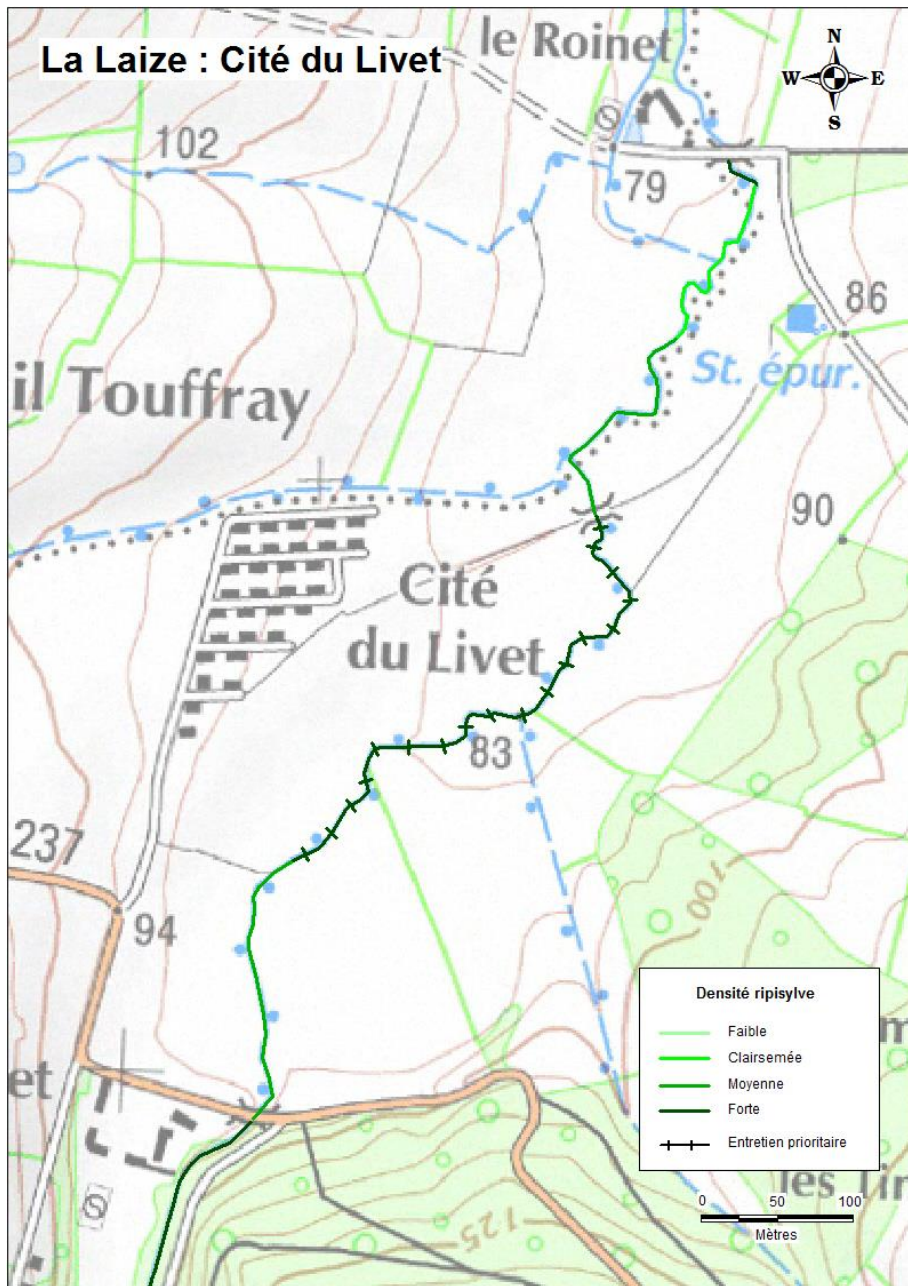 La Laize : Cité du Livet
le Roinet
N
W E
S
102
79
86
St. épur.
il Touffray
90
Cité
du Livet
83
237
94
100
et
125
Densité ripisylve
Faible
Clairsemée
Moyenne
Forte
Entretien prioritaire
m
les Tin
0 50 100
Mètres